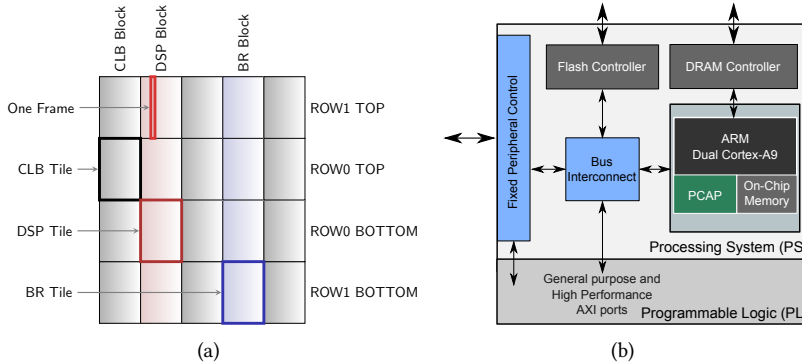 CLB Block
DSP Block
BR Block
One Frame
ROW1 TOP
CLB Tile
ROW0 TOP
DSP Tile
ROW0 BOTTOM
BR Tile
ROW1 BOTTOM
(a)
Fixed Peripheral Control
Flash Controller
DRAM Controller
ARM
Dual Cortex-A9
Bus
Interconnect
PCAP
On-Chip
Memory
Processing System (PS
General purpose and
High Performance
AXI ports
Programmable Logic (PL
(b)